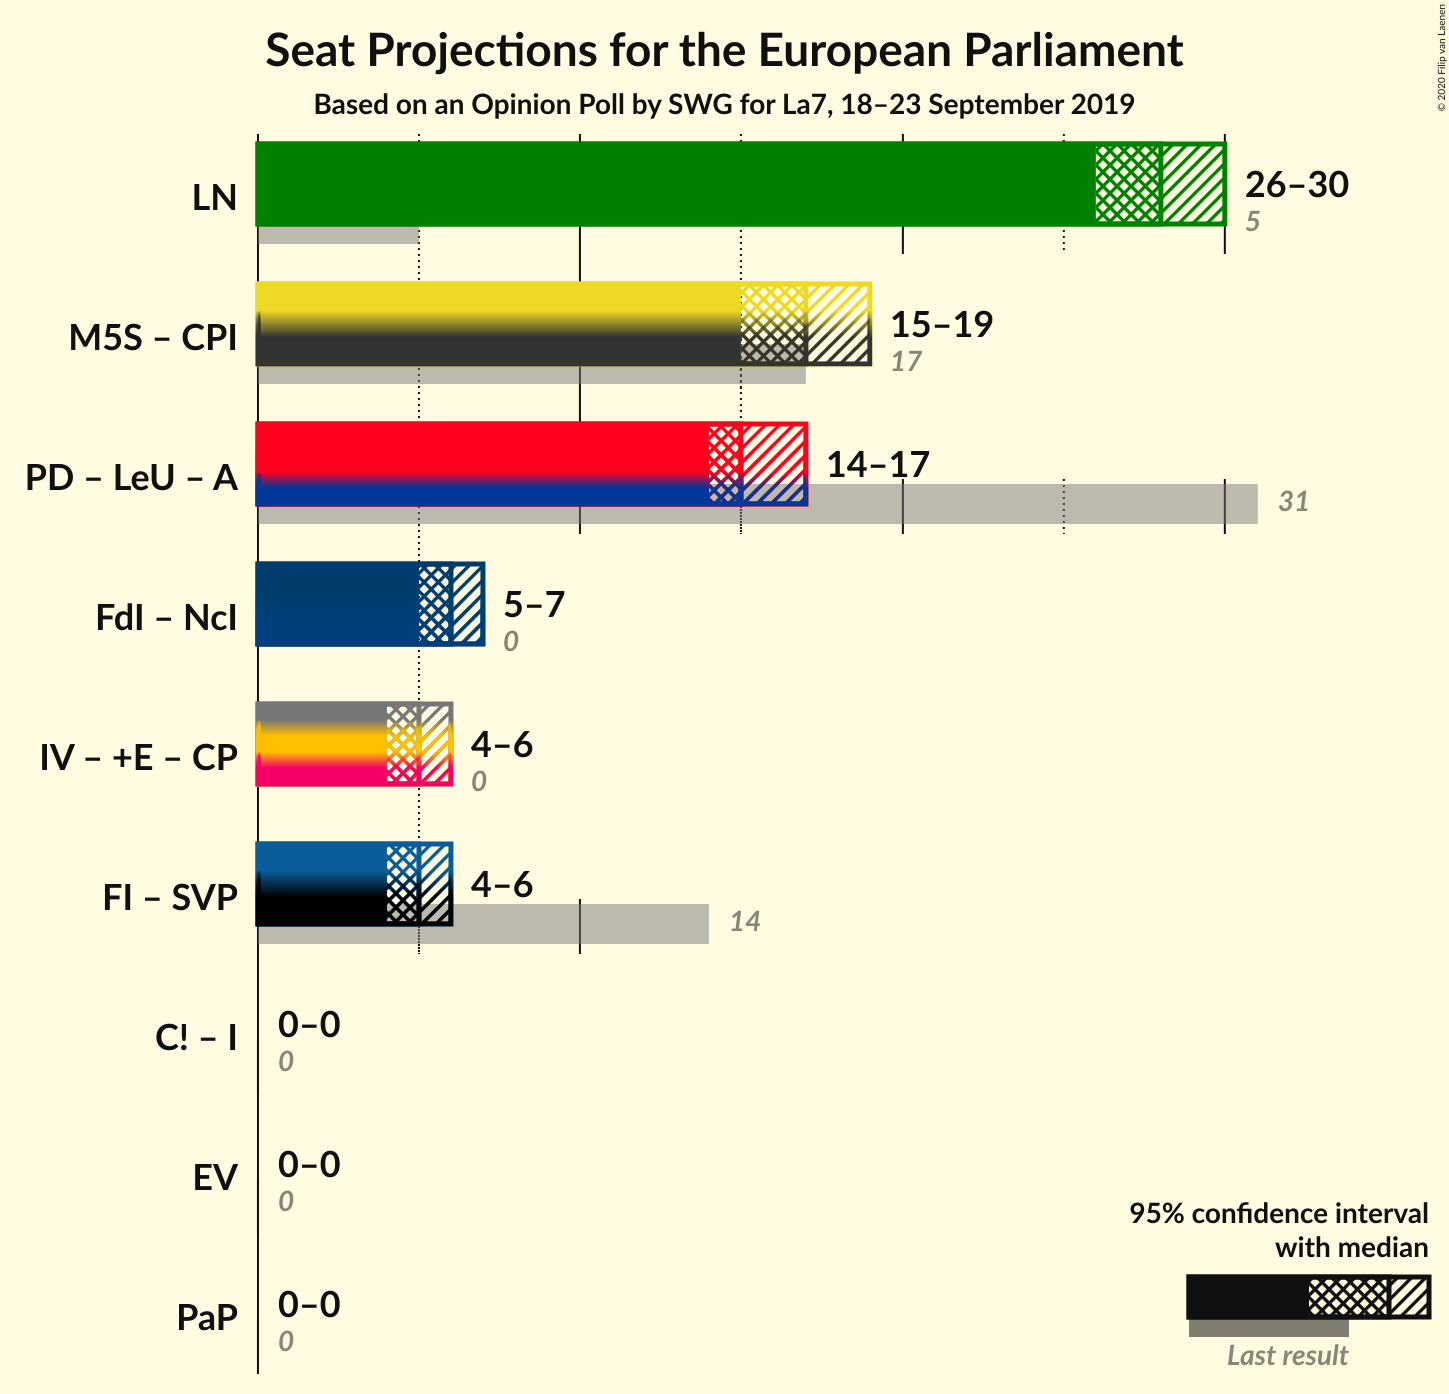 Seat Projections for the European Parliament
Based on an Opinion Poll by SWG for La7, 18–23 September 2019
© 2020 Filip van Laenen
LN
26–30
5
M5S – CPI
15–19
17
PD – LeU – A
14–17
31
FdI – NcI
5–7
0
IV – +E – CP
4–6
0
FI – SVP
4–6
14
C! – I
0–0
0
EV
0–0
0
PaP
0–0
0
95% confidence interval
with median
Last result